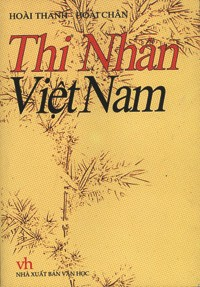 HOÀI THANH - HOÀI CHÂN
Thi Nhân
Việt Nam
vh
NHÀ XUẤT BẢN VĂN HỌC